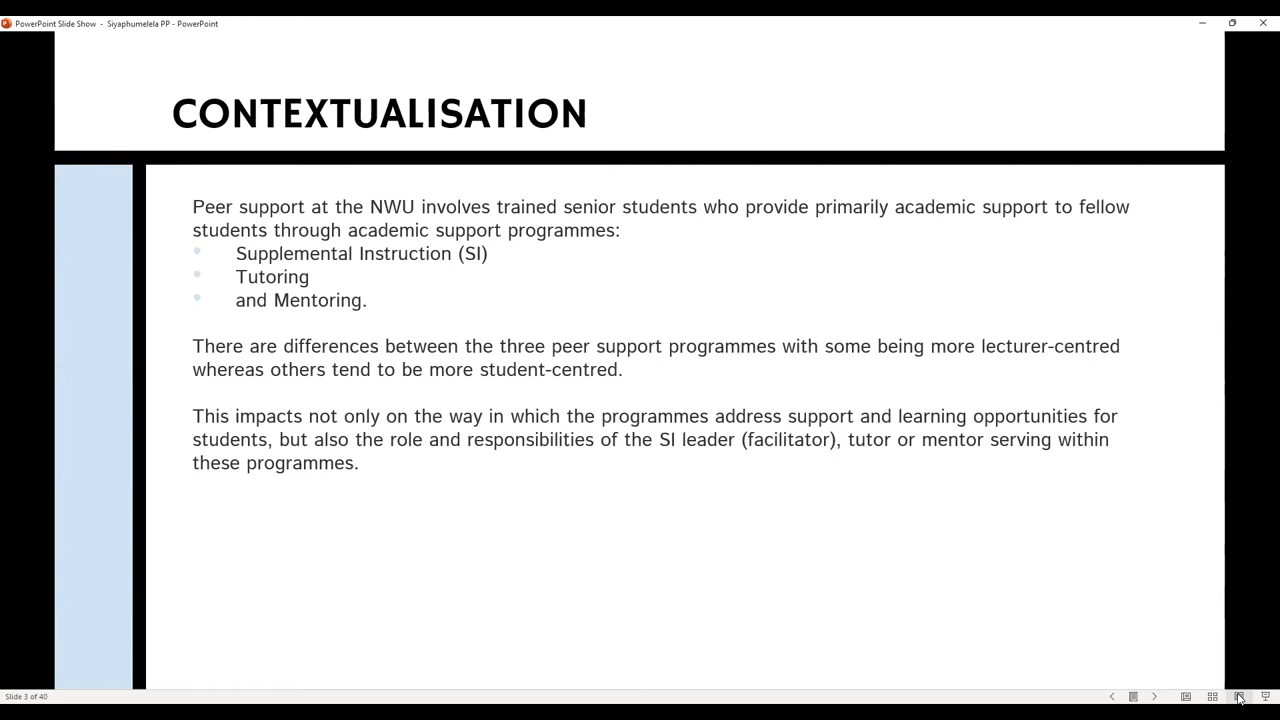 PowerPoint Slide Show - Siyaphumelela PP - PowerPoint
CONTEXTUALISATION
Peer support at the NWU involves trained senior students who provide primarily academic support to fellow
students through academic support programmes:
• Supplemental Instruction (SI)
• Tutoring
• and Mentoring.
There are differences between the three peer support programmes with some being more lecturer-centred
whereas others tend to be more student-centred.
This impacts not only on the way in which the programmes address support and learning opportunities for
students, but also the role and responsibilities of the SI leader (facilitator), tutor or mentor serving within
these programmes.
Slide 3 of 40